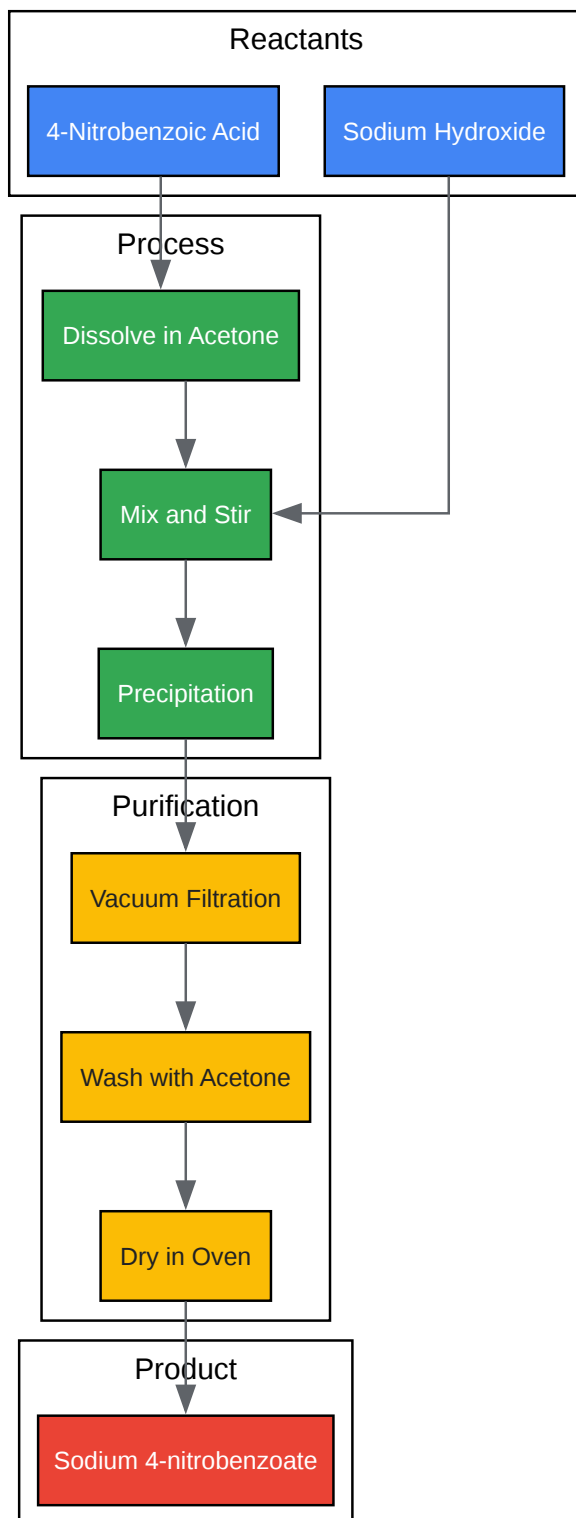 Reactants
4-Nitrobenzoic Acid
Sodium Hydroxide
Process
Dissolve in Acetone
Mix and Stir
Precipitation
Purification
Vacuum Filtration
Wash with Acetone
Dry in Oven
Product
Sodium 4-nitrobenzoate